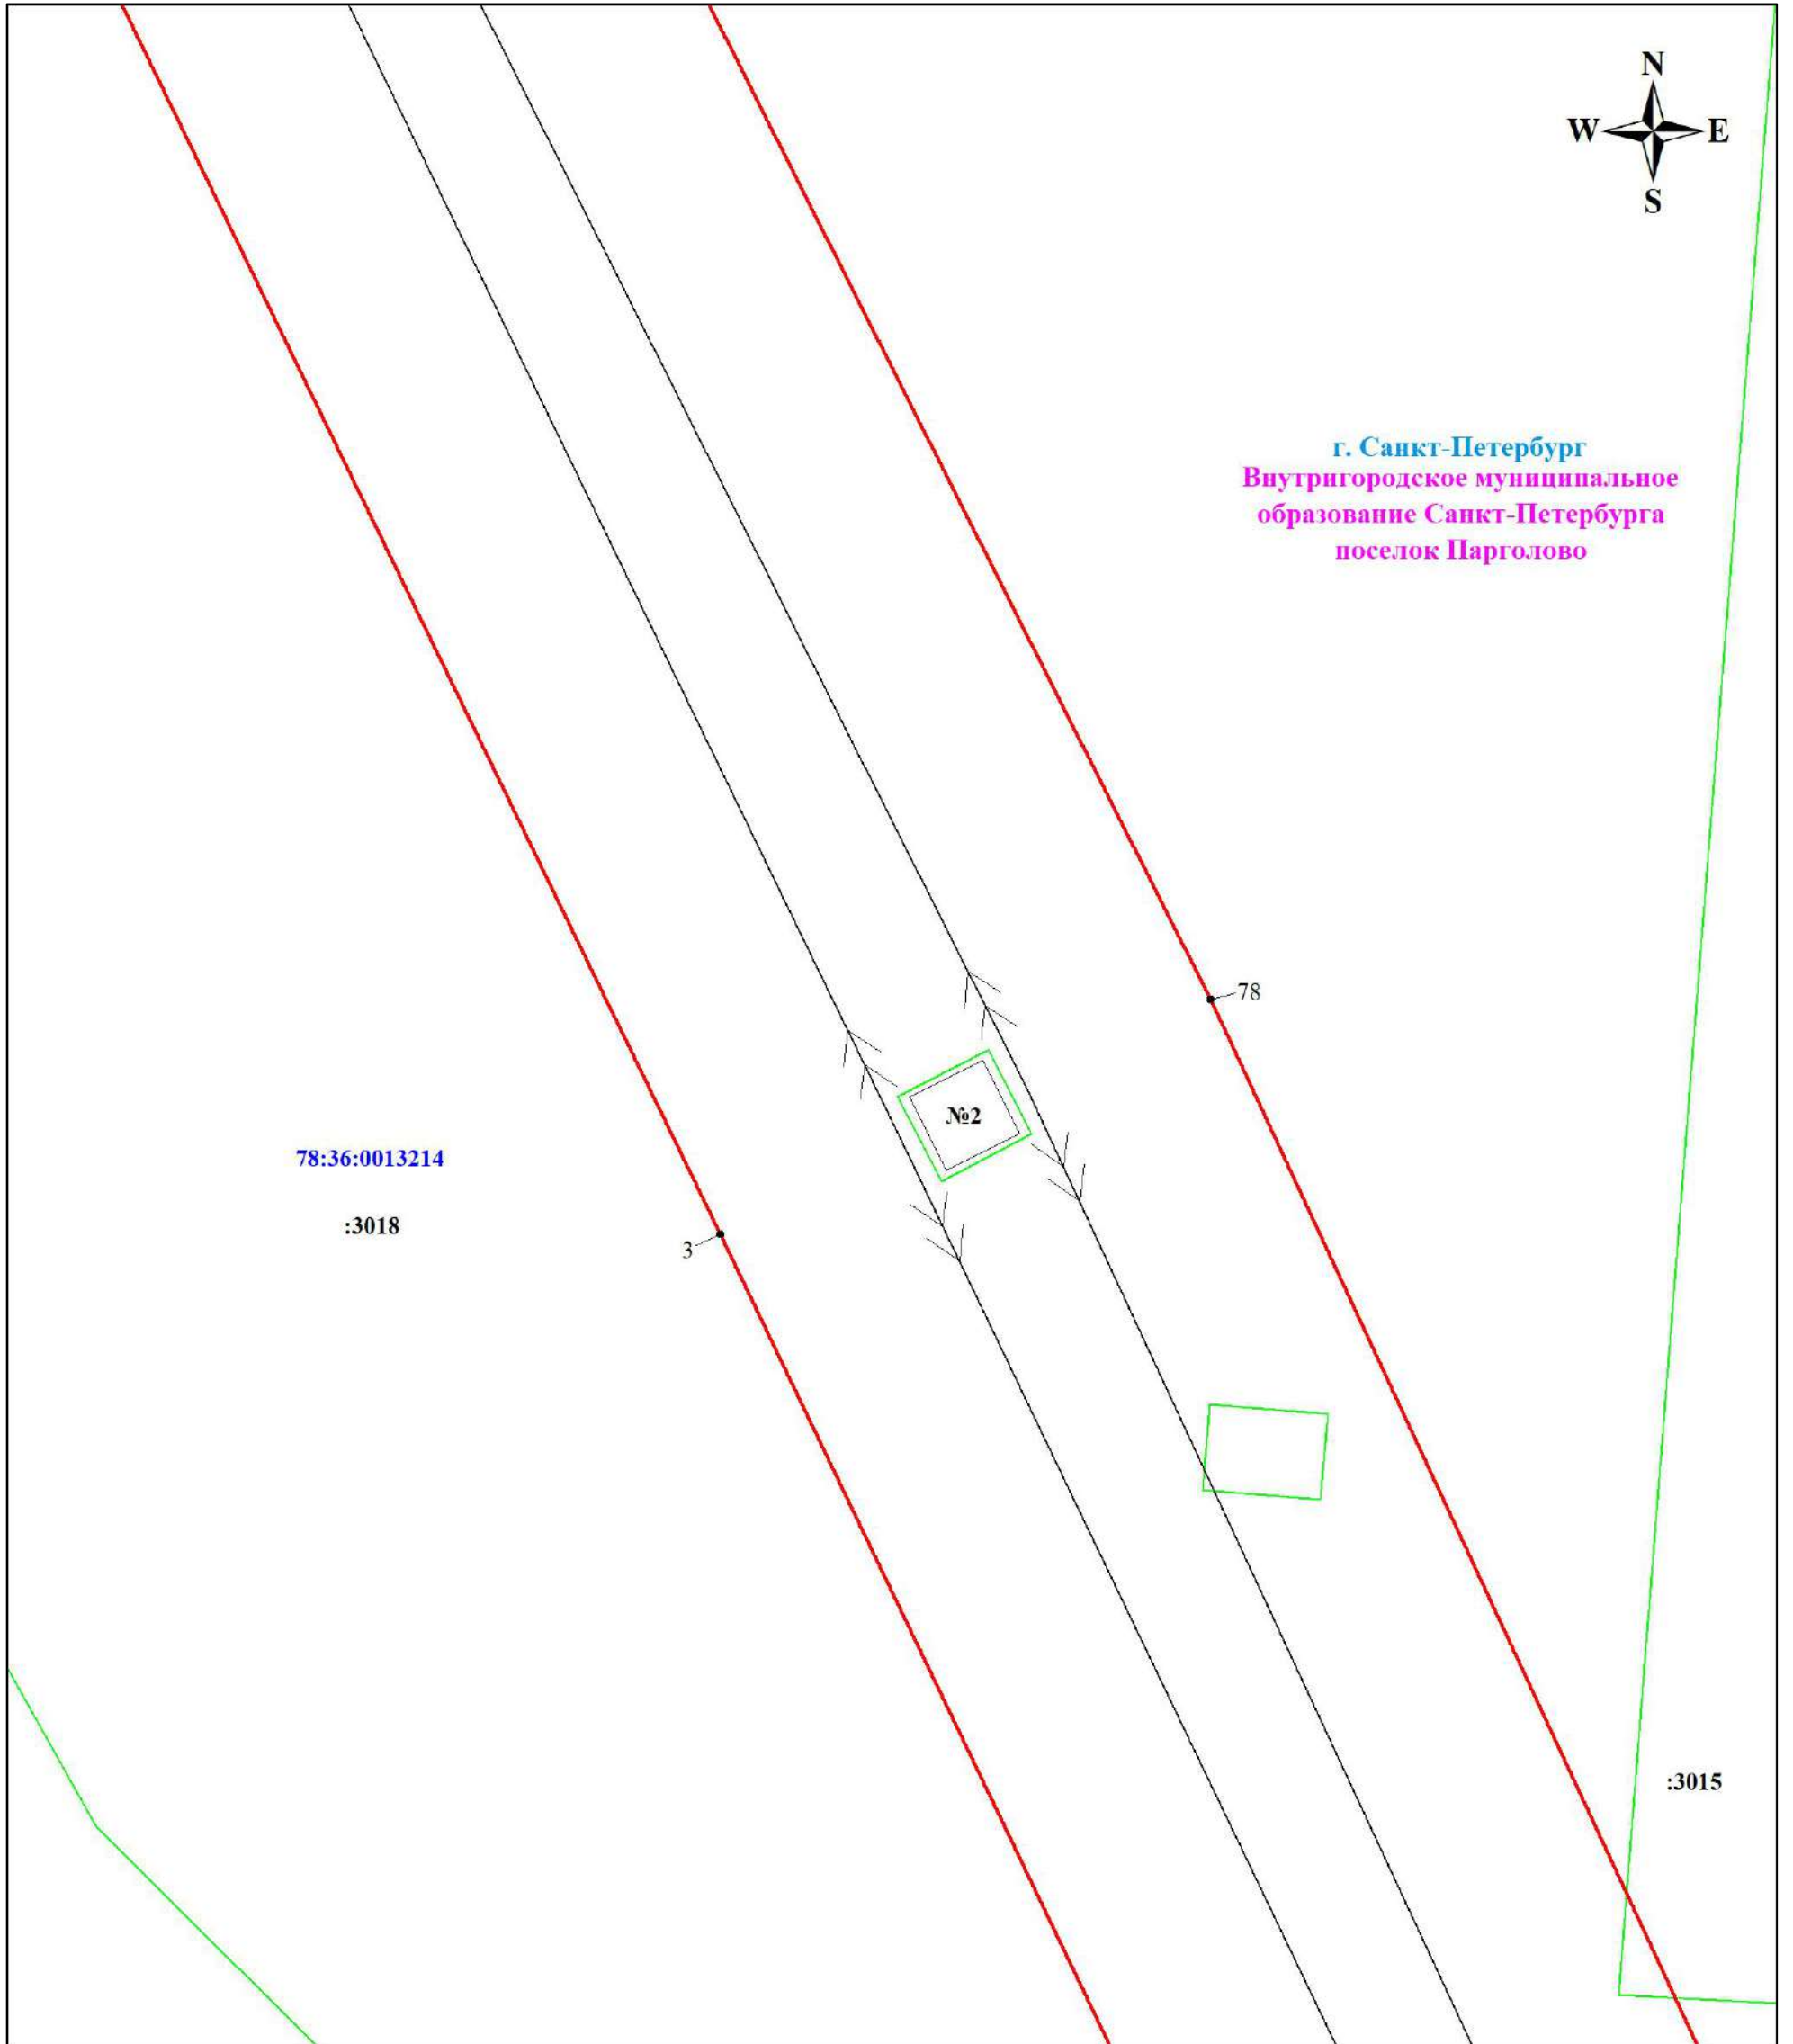 N
W E
S
г. Санкт-Петербург
Внутригородское муниципальное
образование Санкт-Петербурга
поселок Парголово
78
№2
78:36:0013214
:3018
3
:3015